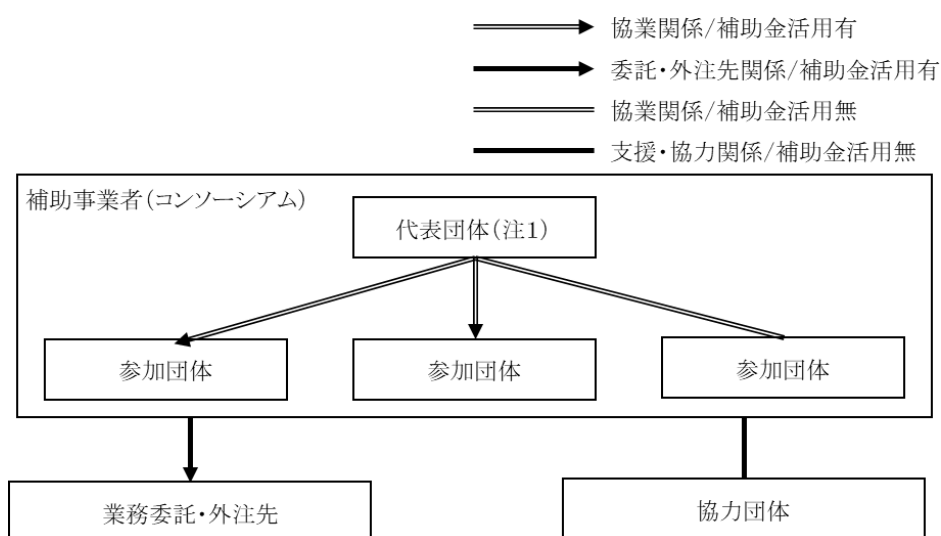 協業関係/補助金活用有
委託・外注先関係/補助金活用有
協業関係/補助金活用無
支援・協力関係/補助金活用無
補助事業者(コンソーシアム)
代表団体(注1)
参加団体
参加団体
参加団体
業務委託・外注先
協力団体